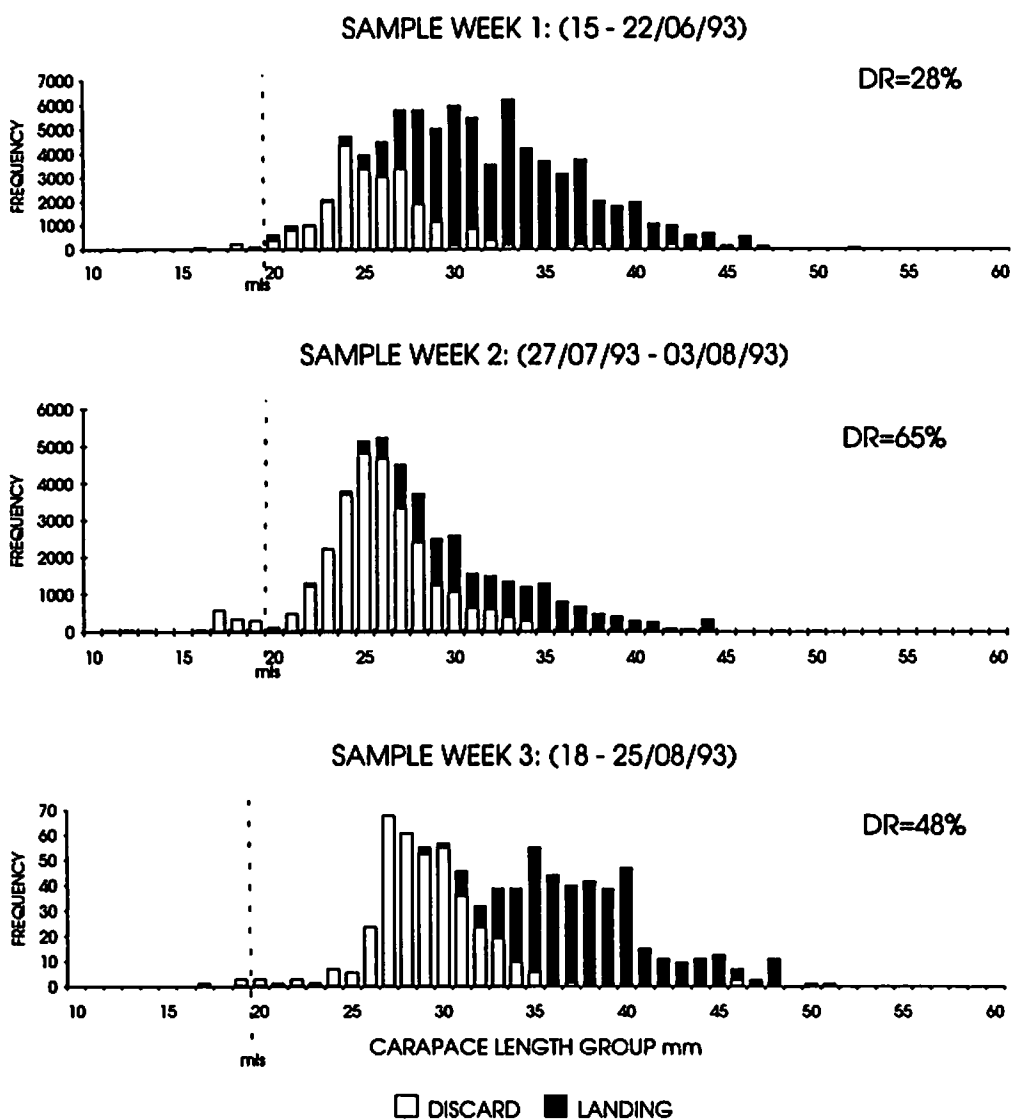 SAMPLE WEEK 1: (15 - 22/06/93)
DR=28%
FREQUENCY
7000
6000
5000
4000
3000
2000
1000
0
10 15 20 25 30 35 40 45 50 55 60
mls
SAMPLE WEEK 2: (27/07/93 - 03/08/93)
DR=65%
FREQUENCY
6000
5000
4000
3000
2000
1000
0
10 15 20 25 30 35 40 45 50 55 60
mls
SAMPLE WEEK 3: (18 - 25/08/93)
DR=48%
FREQUENCY
70
60
50
40
30
20
10
0
10 15 20 25 30 35 40 45 50 55 60
mls
CARAPACE LENGTH GROUP mm
DISCARD LANDING